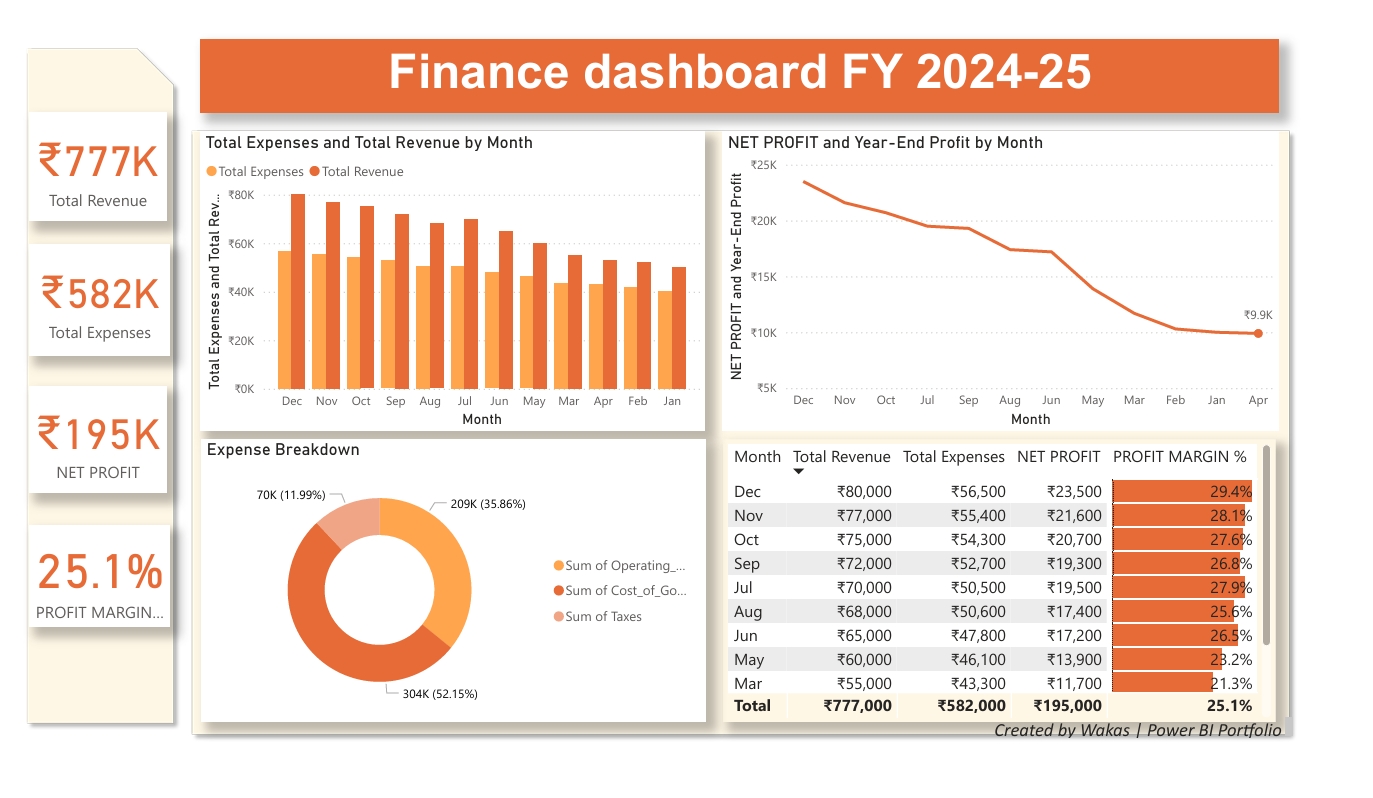 Finance dashboard FY 2024-25
₹777K
Total Revenue
₹582K
Total Expenses
₹195K
NET PROFIT
25.1%
PROFIT MARGIN...
Total Expenses and Total Revenue by Month
Total Expenses Total Revenue
Total Expenses and Total Rev...
₹80K
₹60K
₹40K
₹20K
₹0K
Dec Nov Oct Sep Aug Jul Jun May Mar Apr Feb Jan
Month
NET PROFIT and Year-End Profit by Month
NET PROFIT and Year-End Profit
₹25K
₹20K
₹15K
₹10K
₹5K
₹9.9K
Dec Nov Oct Jul Sep Aug Jun May Mar Feb Jan Apr
Month
Expense Breakdown
70K (11.99%)
209K (35.86%)
304K (52.15%)
Sum of Operating_...
Sum of Cost_of_Go...
Sum of Taxes
Month Total Revenue Total Expenses NET PROFIT PROFIT MARGIN %
Dec ₹80,000 ₹56,500 ₹23,500 29.4%
Nov ₹77,000 ₹55,400 ₹21,600 28.1%
Oct ₹75,000 ₹54,300 ₹20,700 27.6%
Sep ₹72,000 ₹52,700 ₹19,300 26.8%
Jul ₹70,000 ₹50,500 ₹19,500 27.9%
Aug ₹68,000 ₹50,600 ₹17,400 25.6%
Jun ₹65,000 ₹47,800 ₹17,200 26.5%
May ₹60,000 ₹46,100 ₹13,900 23.2%
Mar ₹55,000 ₹43,300 ₹11,700 21.3%
Total ₹777,000 ₹582,000 ₹195,000 25.1%
Created by Wakas | Power BI Portfolio